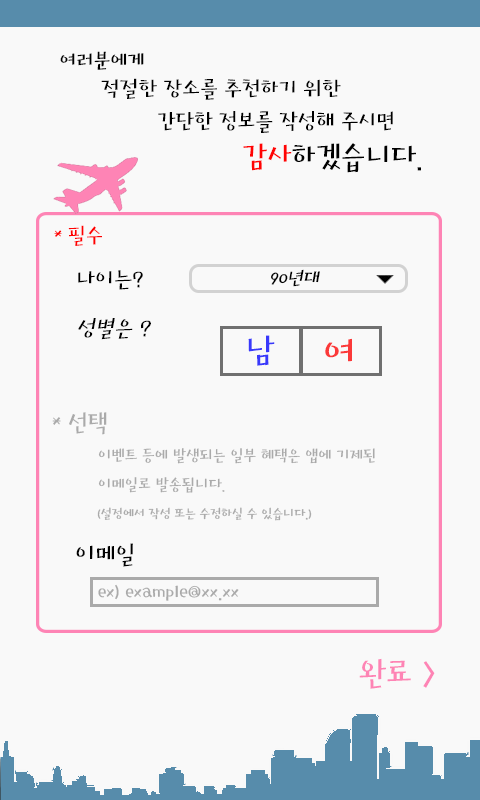 여러분에게
적절한 장소를 추천하기 위한
간단한 정보를 작성해 주시면
감사하겠습니다.
* 필수
나이는? 90년대
성별은 ? 남 여
* 선택
이벤트 등에 발생되는 일부 혜택은 앱에 기제된
이메일로 발송됩니다.
(설정에서 작성 또는 수정하실 수 있습니다.)
이메일
ex) example@xx.xx
완료 >